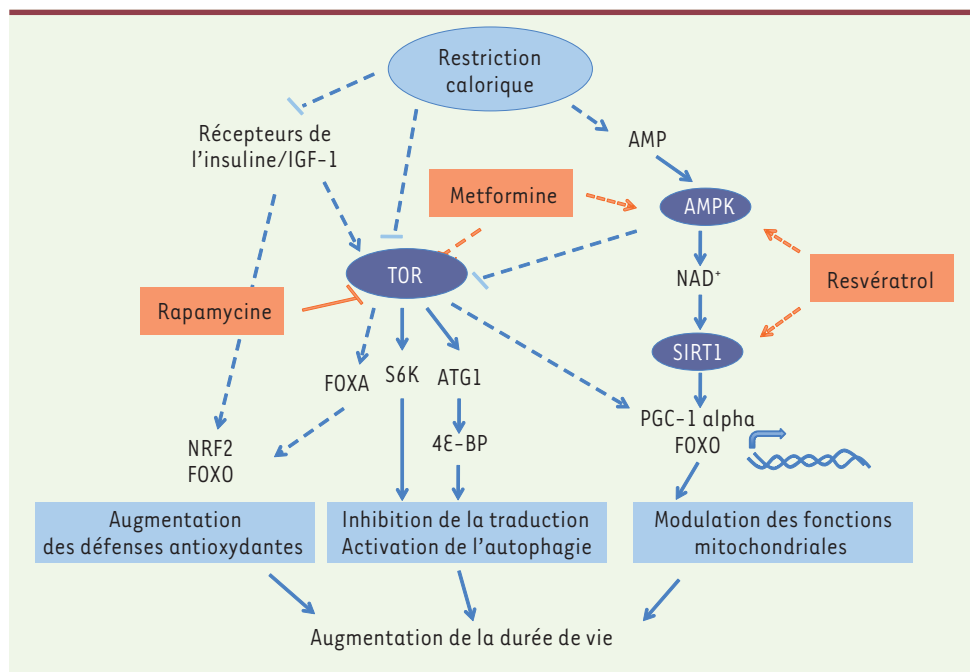 Restriction
calorique
Récepteurs de
l'insuline/IGF-1
AMP
Metformine
AMPK
TOR
NAD⁺
Resvératrol
Rapamycine
SIRT1
FOXA
S6K
ATG1
PGC-1 alpha
FOXO
4E-BP
NRF2
FOXO
Augmentation
des défenses antioxydantes
Inhibition de la traduction
Activation de l'autophagie
Modulation des fonctions
mitochondriales
Augmentation de la durée de vie